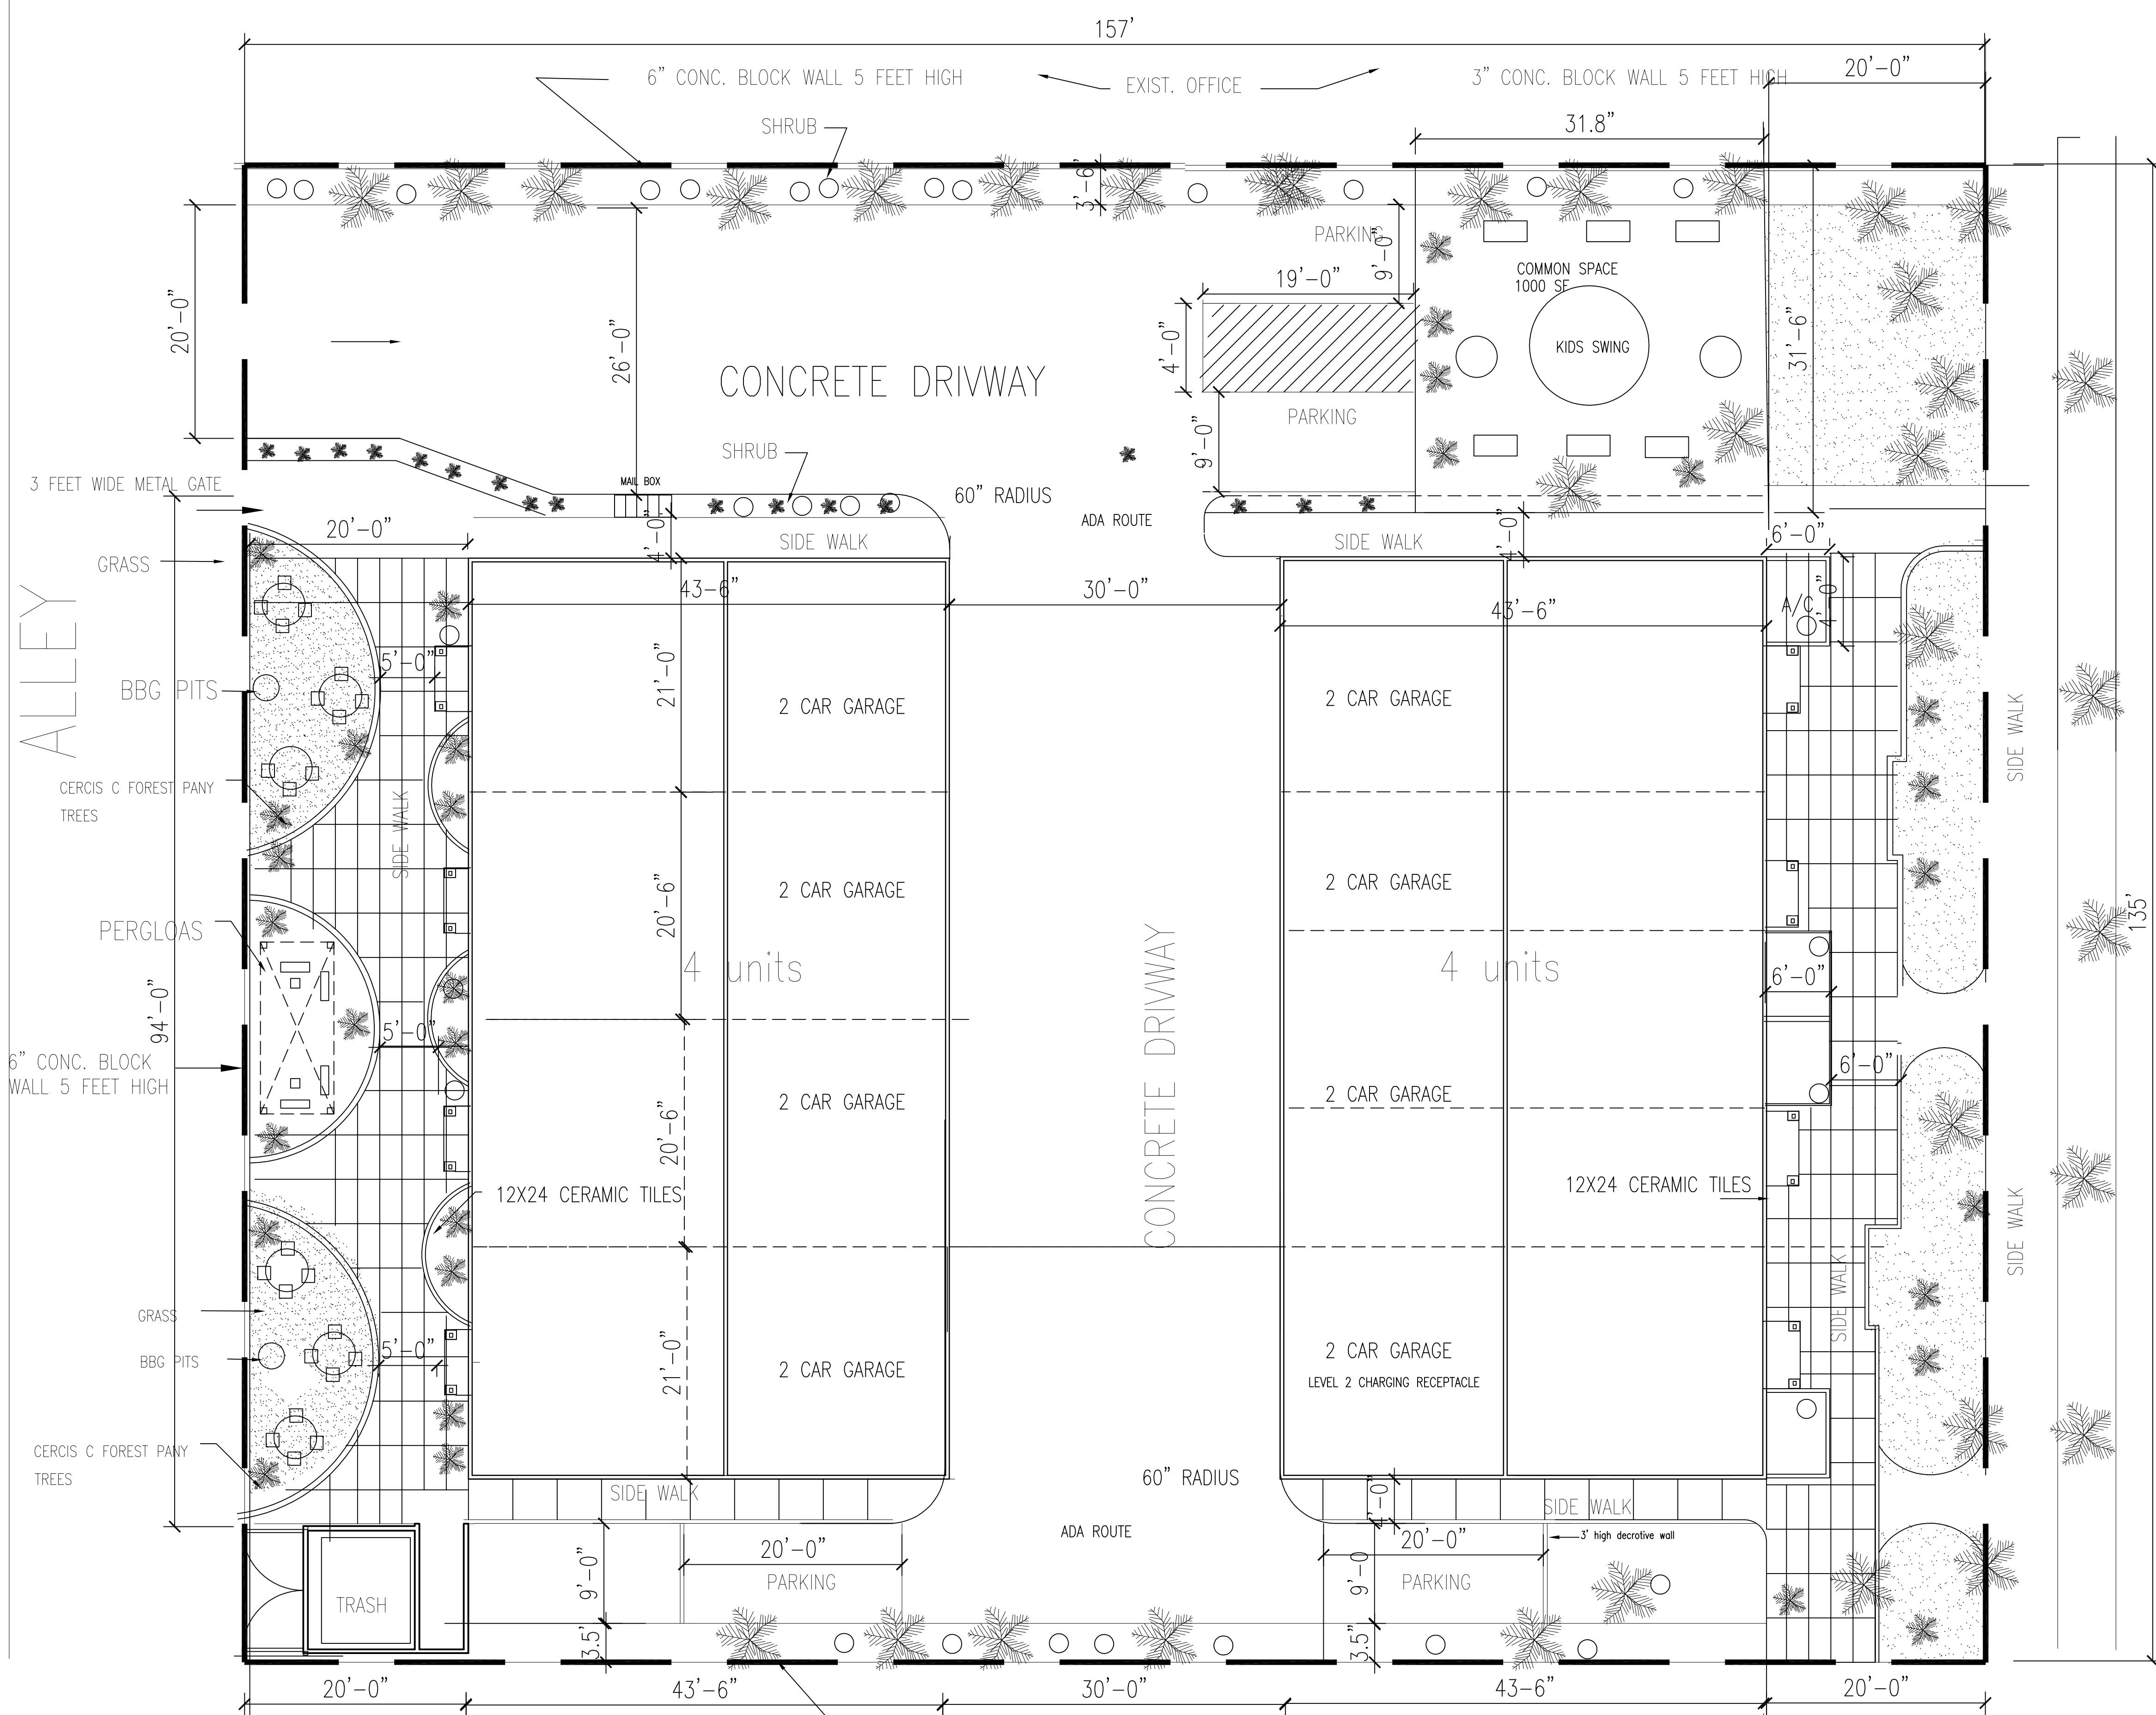 157'
6" CONC. BLOCK WALL 5 FEET HIGH
EXIST. OFFICE
3" CONC. BLOCK WALL 5 FEET HIGH
20'-0"
SHRUB
31.8"
3'-6'
PARKING
9'-0"
COMMON SPACE
1000 SF
19'-0"
20'-0"
26'-0"
4'-0"
KIDS SWING
31'-6"
CONCRETE DRIVWAY
PARKING
9'-0"
SHRUB
3 FEET WIDE METAL GATE
MAIL BOX
60" RADIUS
ADA ROUTE
20'-0"
4'-0"
SIDE WALK
SIDE WALK
4'-0"
6'-0"
GRASS
43-6"
30'-0"
43'-6"
A/C
4'-0"
ALLEY
5'-0"
21'-0"
BBG PITS
2 CAR GARAGE
2 CAR GARAGE
SIDE WALK
CERCIS C FOREST PANY
TREES
SIDE WALK
20'-6"
2 CAR GARAGE
2 CAR GARAGE
135'
PERGLOAS
4 units
4 units
6'-0"
94'-0"
5'-0"
CONCRETE DRIVWAY
6" CONC. BLOCK
WALL 5 FEET HIGH
6'-0"
2 CAR GARAGE
2 CAR GARAGE
20'-6"
12X24 CERAMIC TILES
12X24 CERAMIC TILES
SIDE WALK
GRASS
SIDE WALK
BBG PITS
5'-0"
21'-0"
2 CAR GARAGE
2 CAR GARAGE
LEVEL 2 CHARGING RECEPTACLE
CERCIS C FOREST PANY
TREES
60" RADIUS
SIDE WALK
4'-0"
SIDE WALK
ADA ROUTE
3' high decrotive wall
20'-0"
20'-0"
9'-0"
PARKING
9'-0
PARKING
TRASH
3.5'
3.5"
20'-0"
43'-6"
30'-0"
43-6"
20'-0"